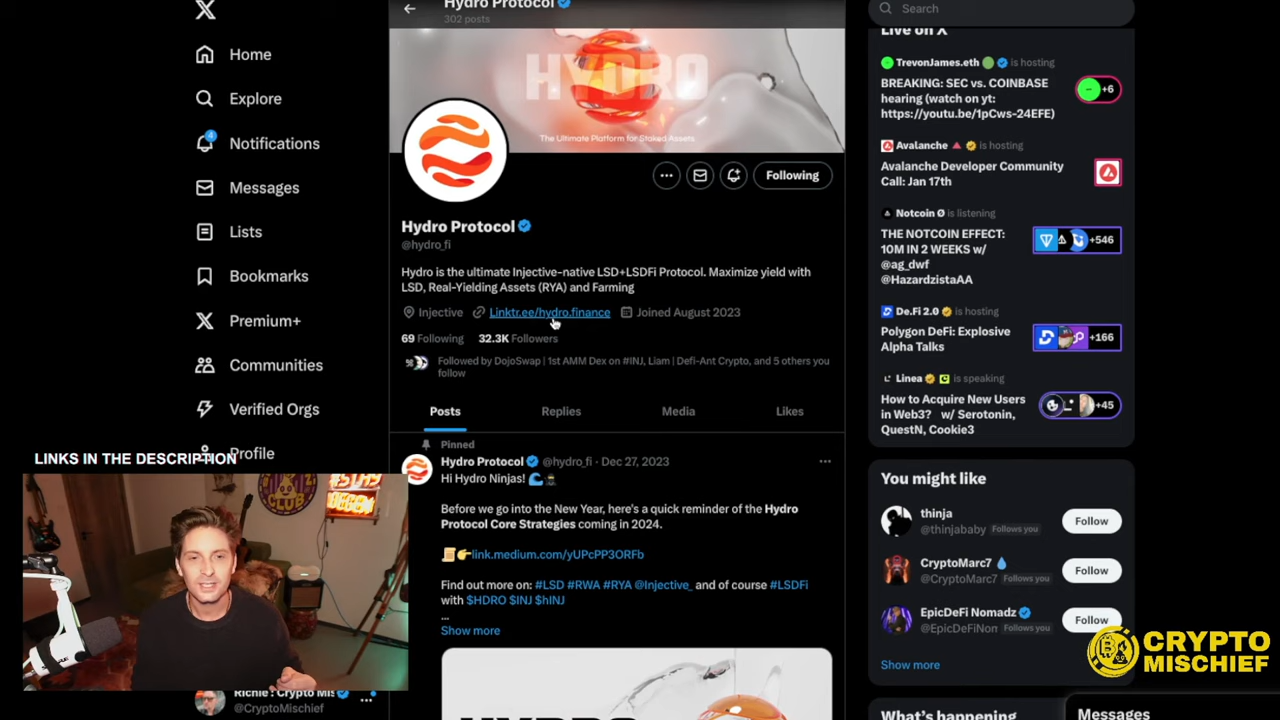 Home
Explore
4
Notifications
Messages
Lists
Bookmarks
Premium+
Communities
Verified Orgs
Profile
LINKS IN THE DESCRIPTION
Richie : Crypto Mis
@CryptoMischief
Hydro Protocol
302 posts
HYDRO
The Ultimate Platform for Staked Assets
Following
Hydro Protocol
@hydro_fi
Hydro is the ultimate Injective-native LSD+LSDFi Protocol. Maximize yield with
LSD, Real-Yielding Assets (RYA) and Farming
Injective Linktr.ee/hydro.finance Joined August 2023
69 Following 32.3K Followers
Followed by DojoSwap | 1st AMM Dex on #INJ, Liam | Defi-Ant Crypto, and 5 others you
follow
Posts Replies Media Likes
Pinned
Hydro Protocol @hydro_fi · Dec 27, 2023
Hi Hydro Ninjas! 🌊🥷
Before we go into the New Year, here's a quick reminder of the Hydro
Protocol Core Strategies coming in 2024.
📜👉link.medium.com/yUPcPP3ORFb
Find out more on: #LSD #RWA #RYA @Injective_ and of course #LSDFi
with $HDRO $INJ $hINJ
...
Show more
Search
Live on X
TrevonJames.eth is hosting
BREAKING: SEC vs. COINBASE
hearing (watch on yt:
https://youtu.be/1pCws-24EFE)
+6
Avalanche is hosting
Avalanche Developer Community
Call: Jan 17th
Notcoin Ø is listening
THE NOTCOIN EFFECT:
10M IN 2 WEEKS w/
@ag_dwf
@HazardzistaAA
+546
De.Fi 2.0 is hosting
Polygon DeFi: Explosive
Alpha Talks
+166
Linea is speaking
How to Acquire New Users
in Web3? w/ Serotonin,
QuestN, Cookie3
+45
You might like
thinja
@thinjababy Follows you
Follow
CryptoMarc7 💧
@CryptoMarc7 Follows you
Follow
EpicDeFi Nomadz
@EpicDeFiNon Follows you
Follow
Show more
CRYPTO
MISCHIEF
What's happening
Messages